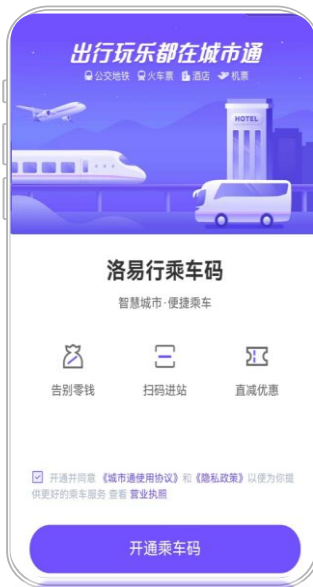 出行玩乐都在城市通
公交地铁 火车票 酒店 机票
HOTEL
洛易行乘车码
智慧城市·便捷乘车
告别零钱 扫码进站 直减优惠
开通并同意《城市通使用协议》和《隐私政策》以便为你提
供更好的乘车服务 查看 营业执照
开通乘车码